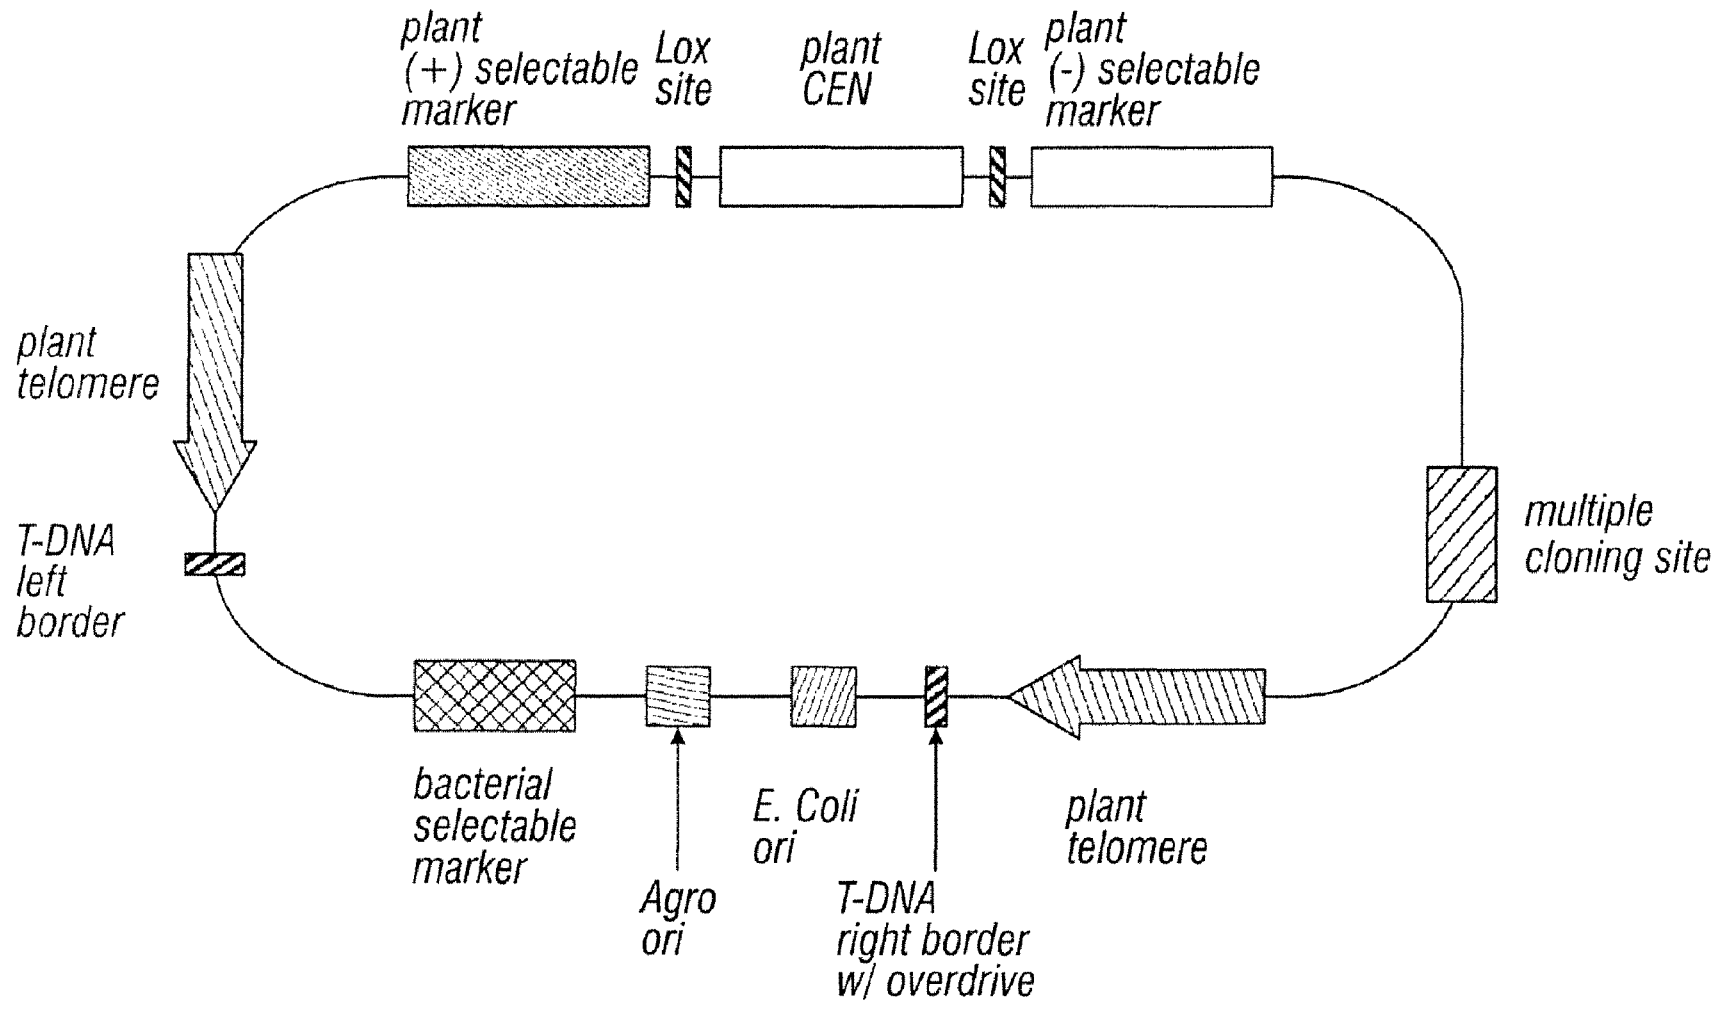 plant
(+) selectable
marker
Lox
site
plant
CEN
Lox
site
plant
(-) selectable
marker
plant
telomere
T-DNA
left
border
multiple
cloning site
bacterial
selectable
marker
Agro
ori
E. Coli
ori
T-DNA
right border
w/ overdrive
plant
telomere